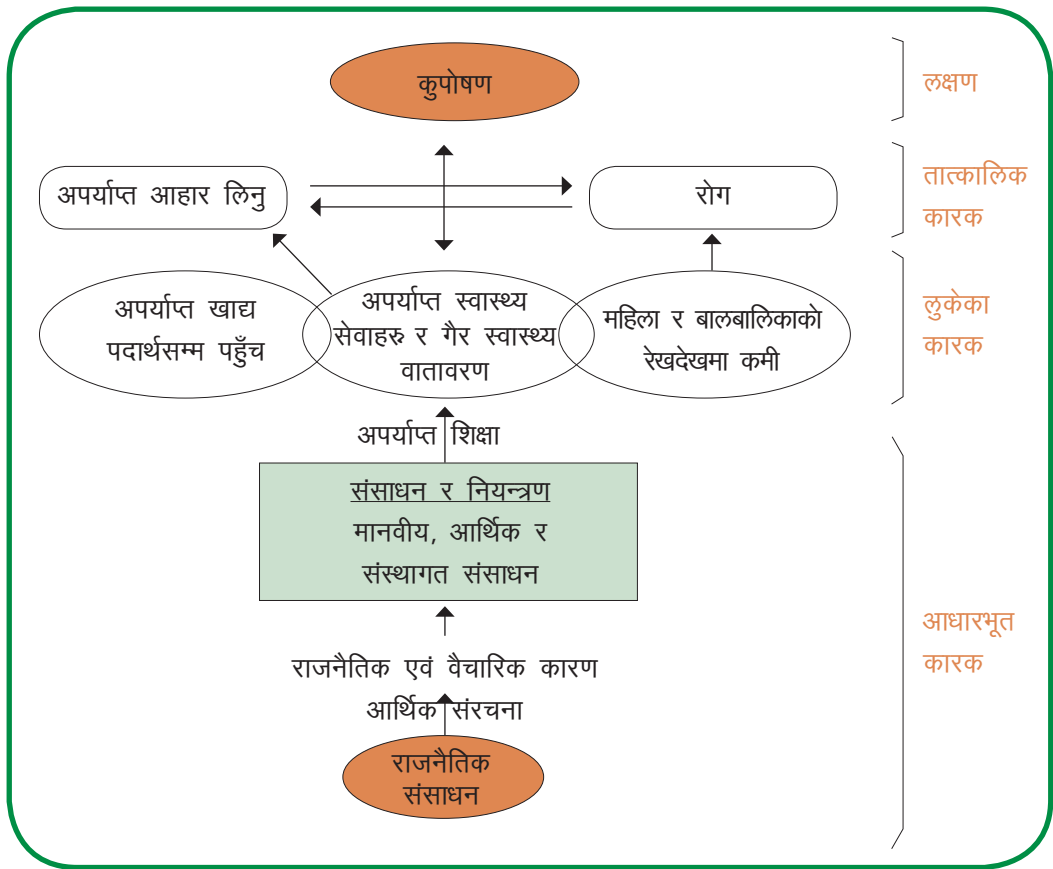 कुपोषण
लक्षण
अपर्याप्त आहार लिनु
रोग
तात्कालिक
कारक
अपर्याप्त खाद्य
पदार्थसम्म पहुँच
अपर्याप्त स्वास्थ्य
सेवाहरु र गैर स्वास्थ्य
वातावरण
महिला र बालबालिकाको
रेखदेखमा कमी
लुकेका
कारक
अपर्याप्त शिक्षा
संसाधन र नियन्त्रण
मानवीय, आर्थिक र
संस्थागत संसाधन
राजनैतिक एवं वैचारिक कारण
आर्थिक संरचना
राजनैतिक
संसाधन
आधारभूत
कारक